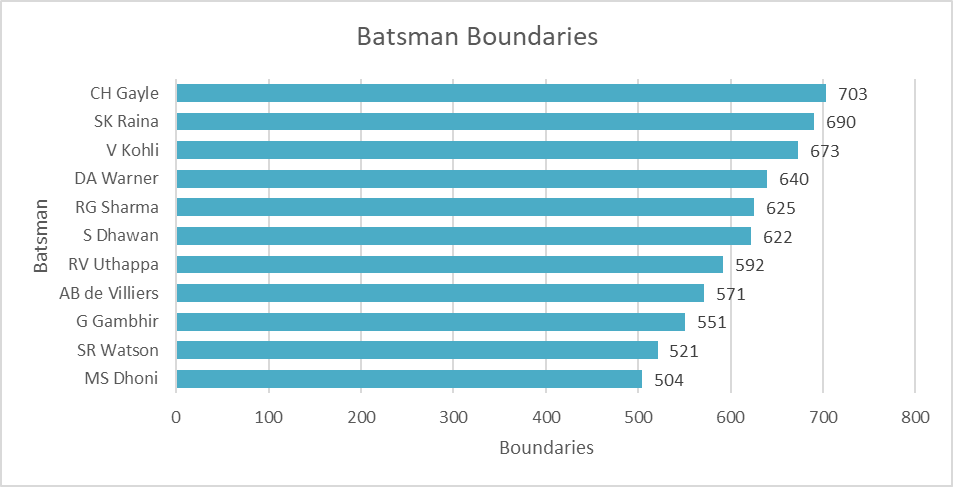 Batsman Boundaries
Batsman
CH Gayle 703
SK Raina 690
V Kohli 673
DA Warner 640
RG Sharma 625
S Dhawan 622
RV Uthappa 592
AB de Villiers 571
G Gambhir 551
SR Watson 521
MS Dhoni 504
0 100 200 300 400 500 600 700 800
Boundaries